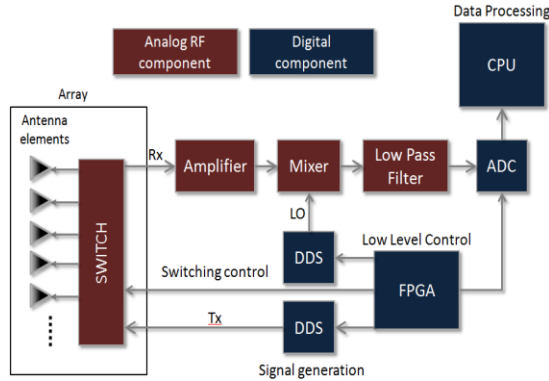 Data Processing
Analog RF
component
Digital
component
CPU
Array
Antenna
elements
Rx
Amplifier
Mixer
Low Pass
Filter
ADC
LO
SWITCH
DDS
Low Level Control
Switching control
FPGA
Tx
DDS
Signal generation